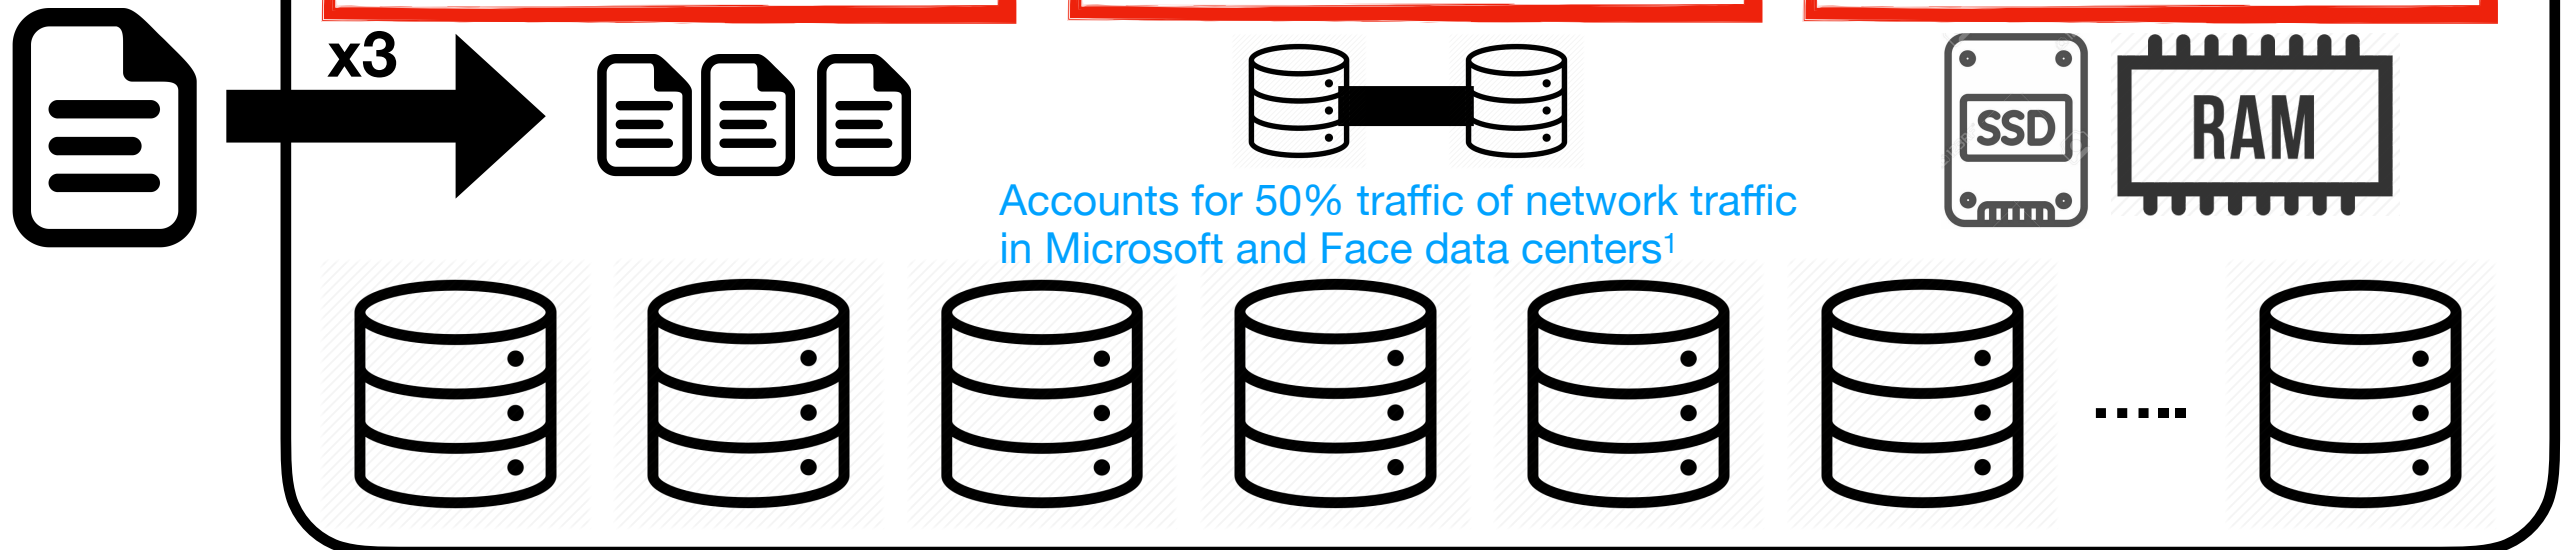 x3
SSD
RAM
Accounts for 50% traffic of network traffic
in Microsoft and Face data centers¹
......